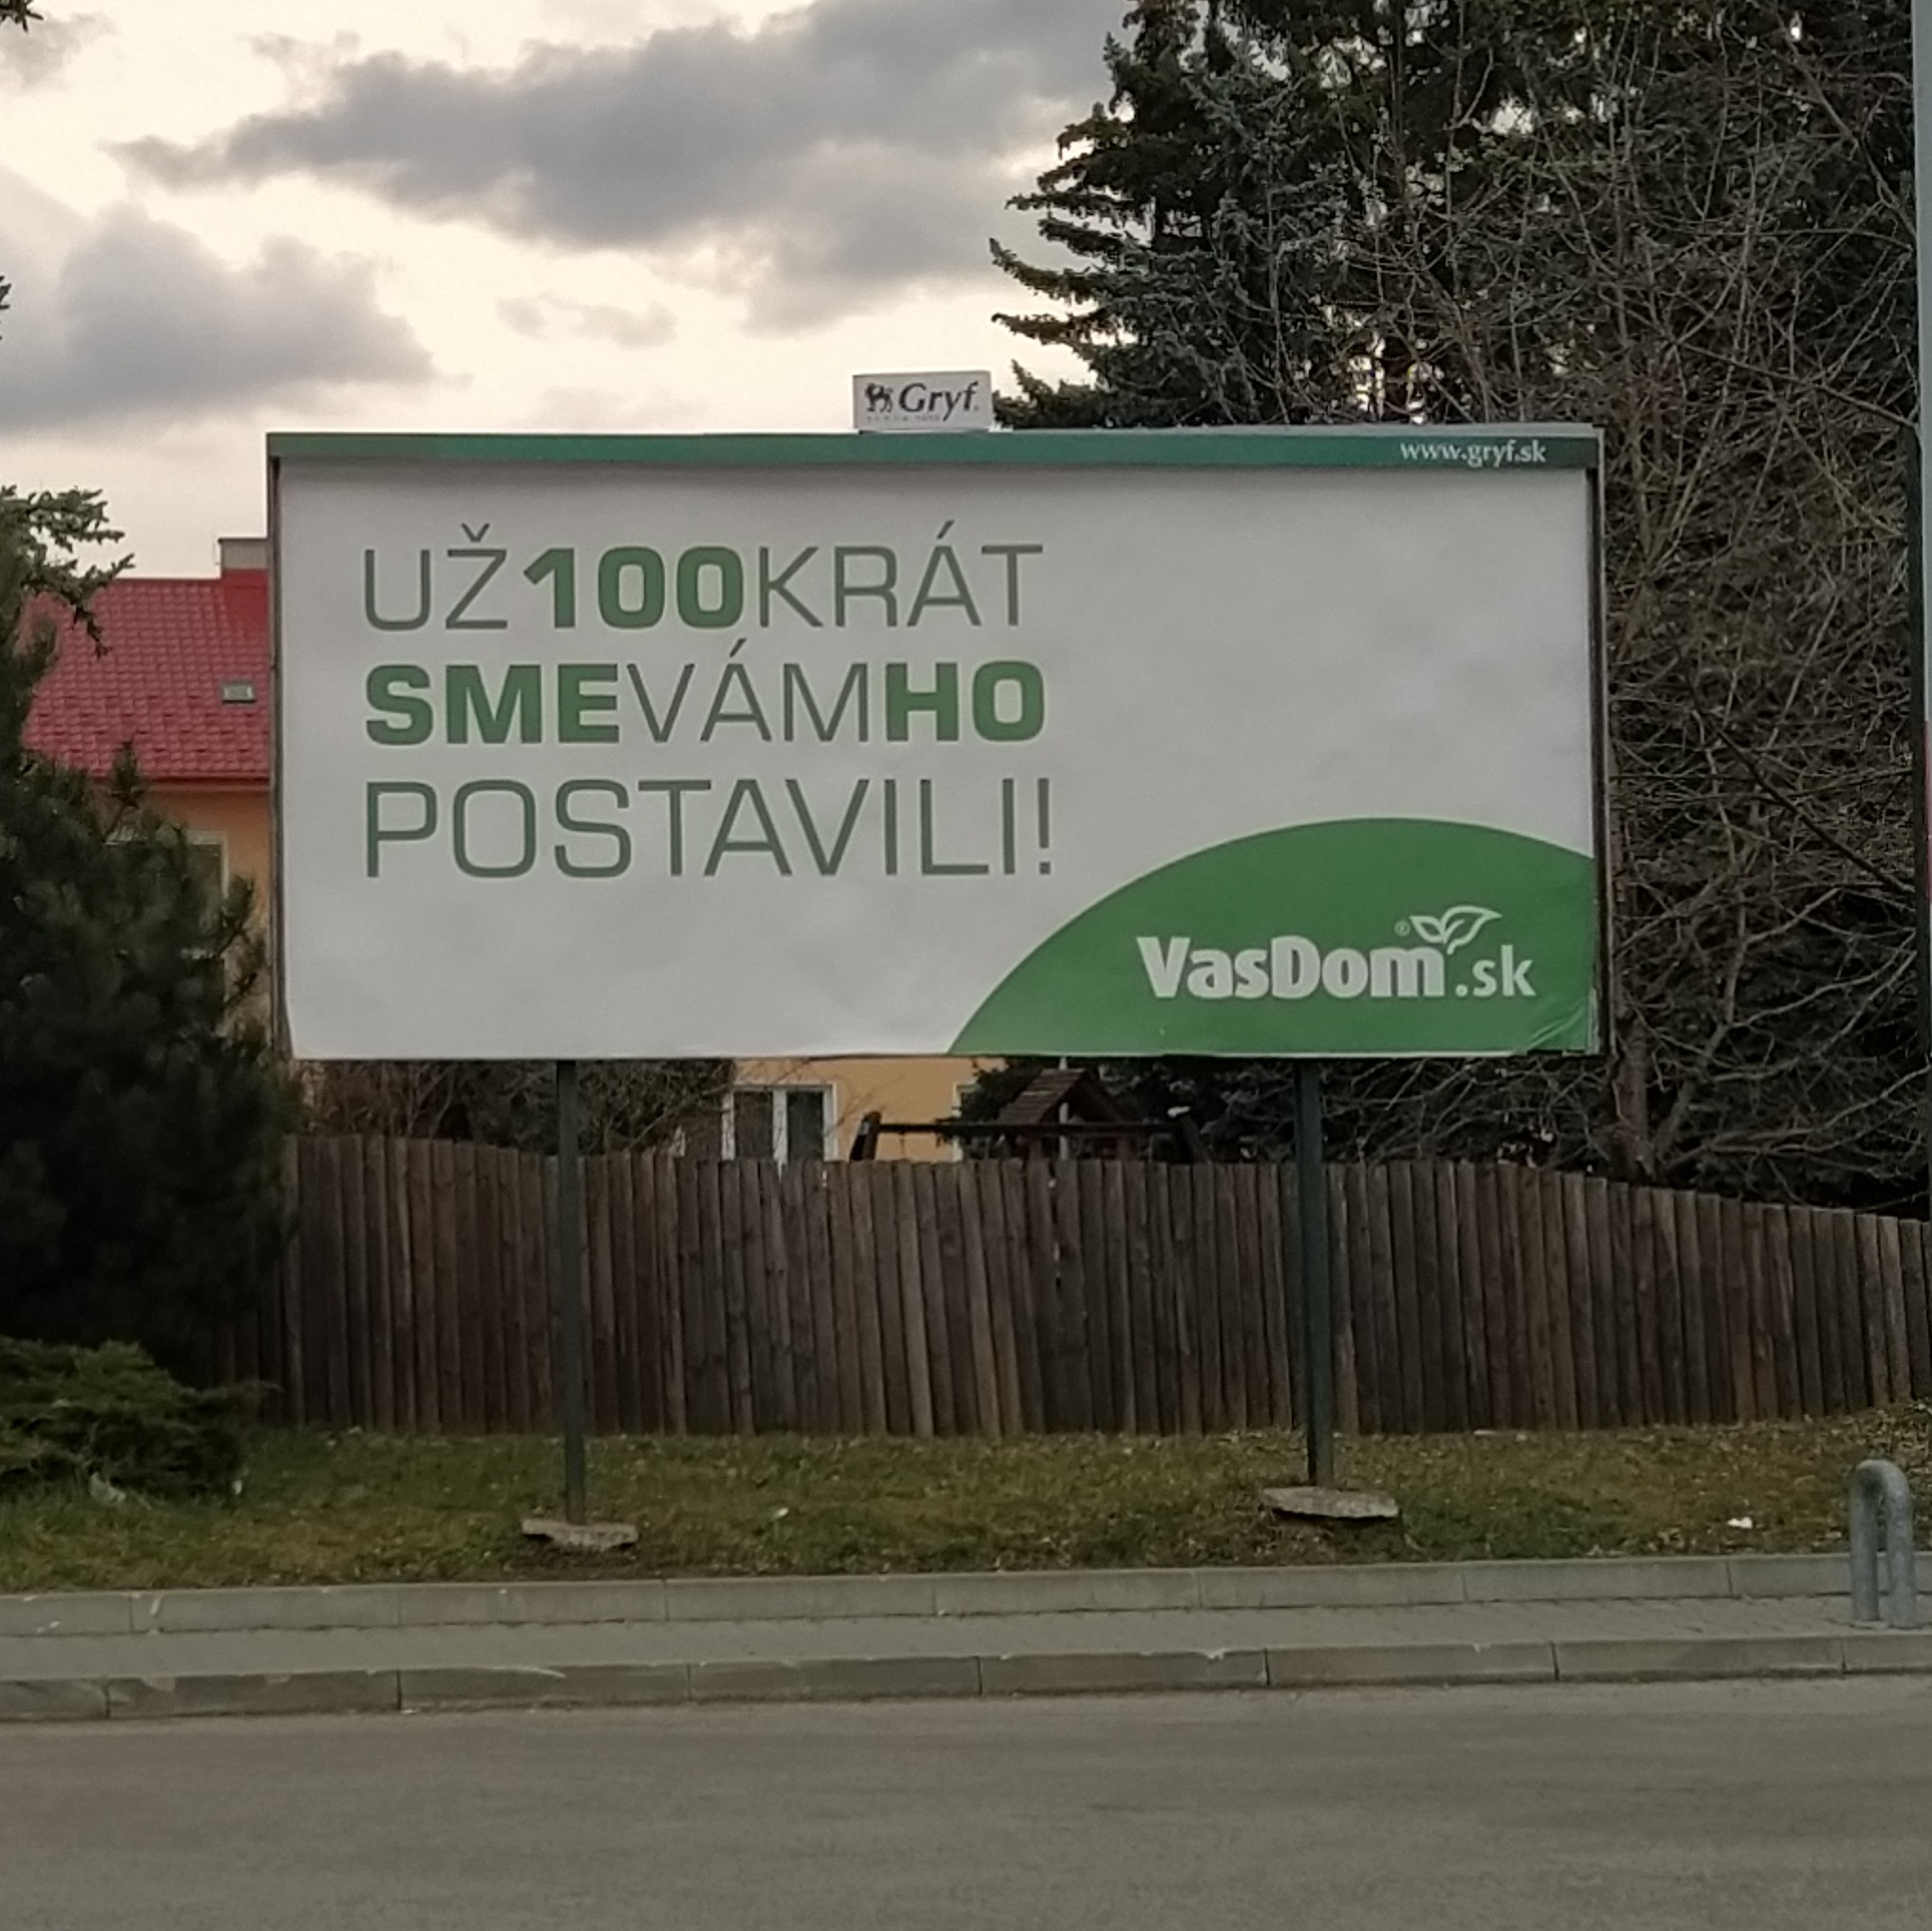 Gryf
www.gryf.sk
UŽ100KRÁT
SMEVÁMHO
POSTAVILI!
VasDom®.sk